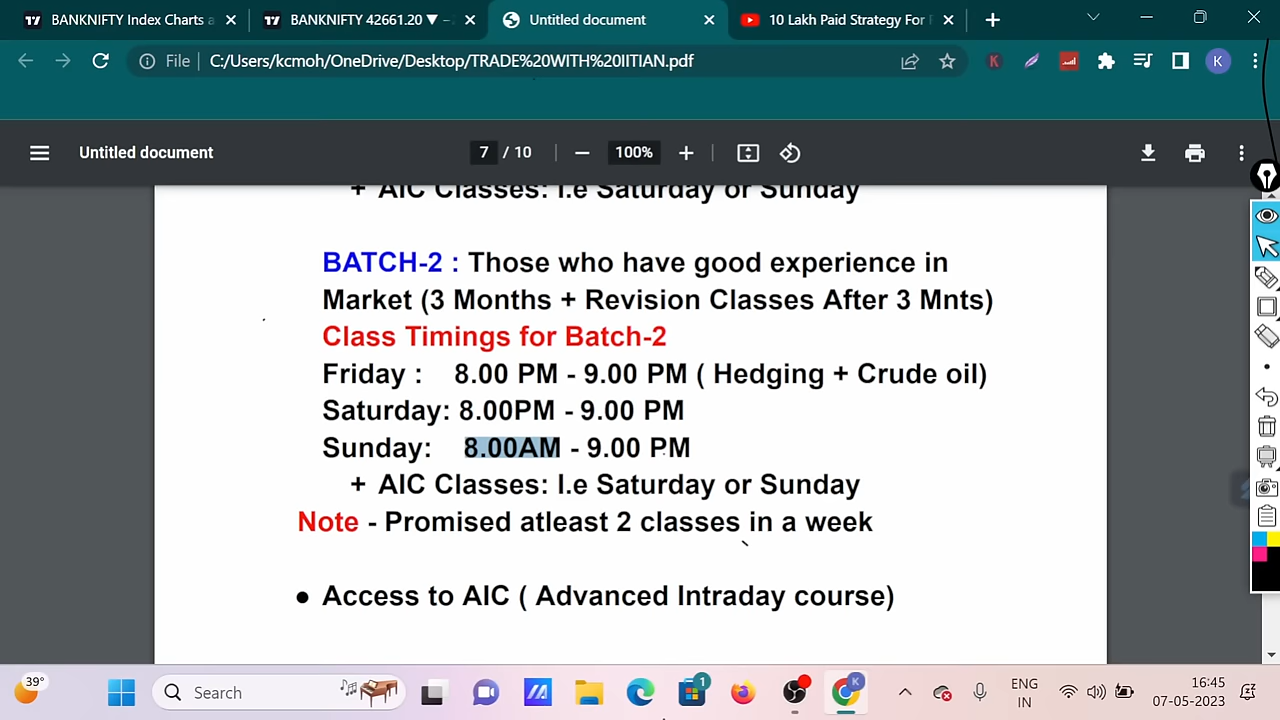 BANKNIFTY Index Charts a
BANKNIFTY 42661.20 ▼ −
Untitled document
10 Lakh Paid Strategy For F
File
C:/Users/kcmoh/OneDrive/Desktop/TRADE%20WITH%20IITIAN.pdf
K
Untitled document
7 / 10
100%
+ AIC Classes: I.e Saturday or Sunday
BATCH-2 : Those who have good experience in
Market (3 Months + Revision Classes After 3 Mnts)
Class Timings for Batch-2
Friday : 8.00 PM - 9.00 PM ( Hedging + Crude oil)
Saturday: 8.00PM - 9.00 PM
Sunday: 8.00AM - 9.00 PM
+ AIC Classes: I.e Saturday or Sunday
Note - Promised atleast 2 classes in a week
● Access to AIC ( Advanced Intraday course)
39°
Search
1
K
ENG
IN
16:45
07-05-2023